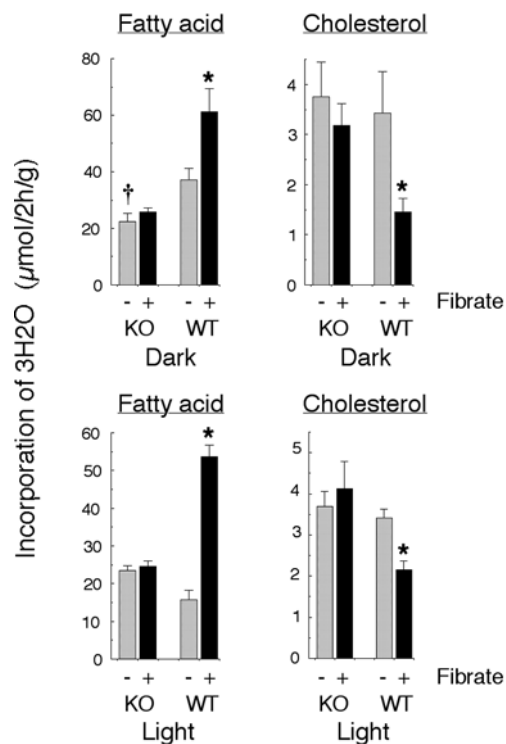 Incorporation of 3H2O (µmol/2h/g)
Fatty acid
80
60
40
20
0
†
*
- + - +
KO WT
Dark
Cholesterol
4
3
2
1
0
*
- + - + Fibrate
KO WT
Dark
Fatty acid
60
50
40
30
20
10
0
*
- + - +
KO WT
Light
Cholesterol
5
4
3
2
1
0
*
- + - + Fibrate
KO WT
Light